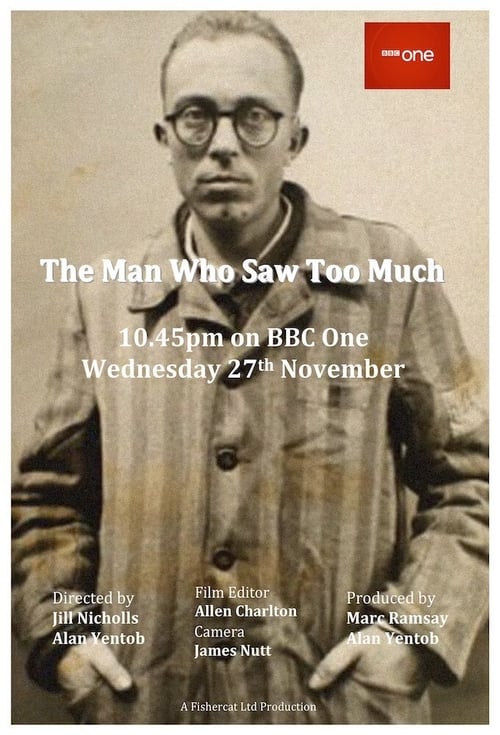 BBC one
The Man Who Saw Too Much
10.45pm on BBC One
Wednesday 27th November
Directed by
Jill Nicholls
Alan Yentob
Film Editor
Allen Charlton
Camera
James Nutt
Produced by
Marc Ramsay
Alan Yentob
A Fishercat Ltd Production